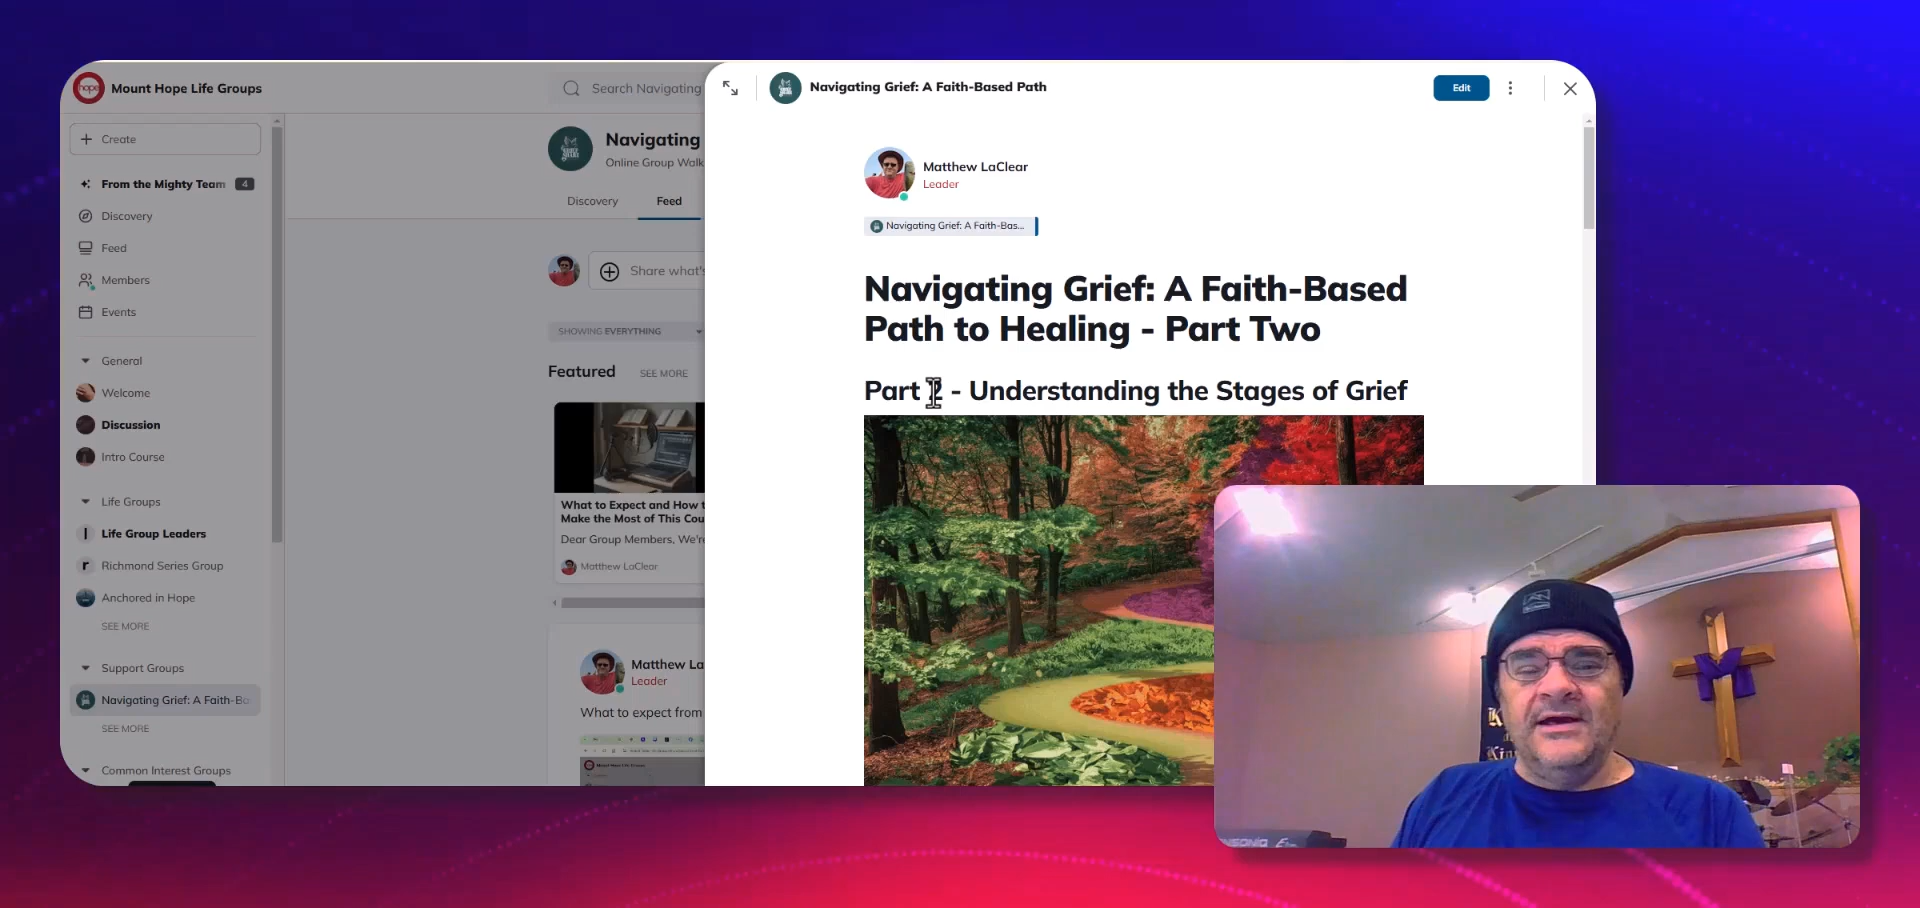 hope
Mount Hope Life Groups
Search Navigating
Create
From the Mighty Team 4
Discovery
Feed
Members
Events
General
Welcome
Discussion
Intro Course
Life Groups
Life Group Leaders
r Richmond Series Group
Anchored in Hope
SEE MORE
Support Groups
Navigating Grief: A Faith-Ba
SEE MORE
Common Interest Groups
Navigating
Online Group Walk
Discovery
Feed
Share what's
SHOWING EVERYTHING
Featured
SEE MORE
What to Expect and How t
Make the Most of This Cou
Dear Group Members, We're
Matthew LaClear
Matthew La
Leader
What to expect from
Navigating Grief: A Faith-Based Path
Edit
Matthew LaClear
Leader
Navigating Grief: A Faith-Bas...
Navigating Grief: A Faith-Based
Path to Healing - Part Two
Part 2 - Understanding the Stages of Grief